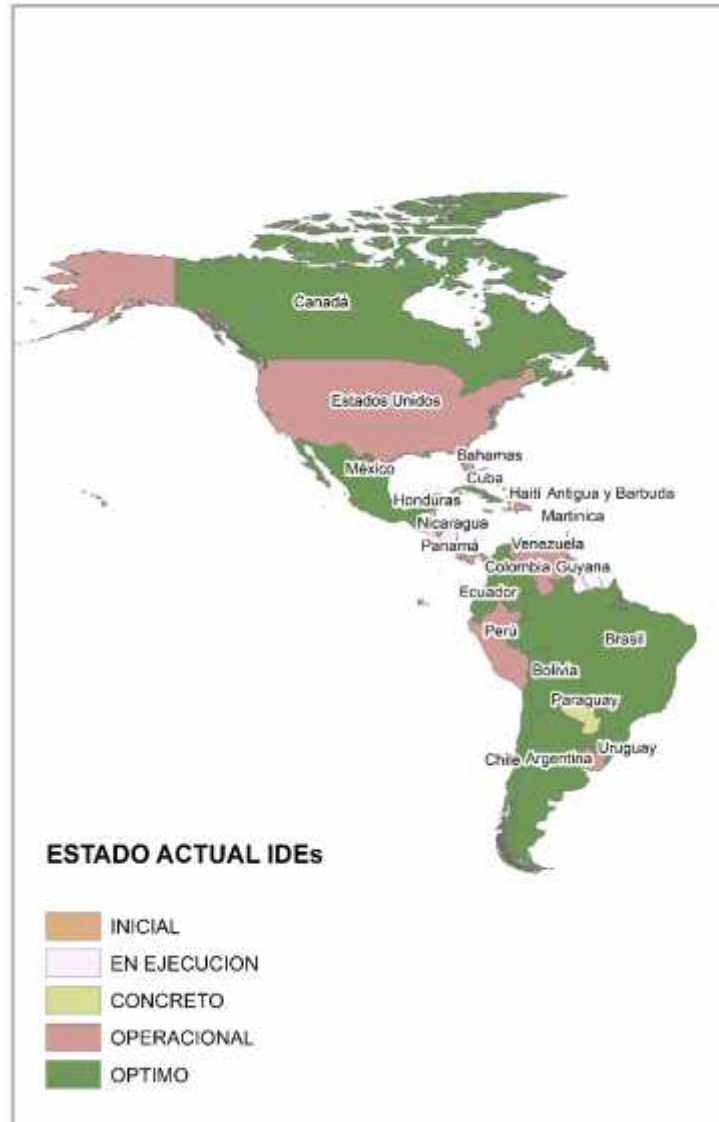 Canadá
Estados Unidos
Bahamas
México
Cuba
Honduras
Haití Antigua y Barbuda
Nicaragua
Martinica
Panamá
Venezuela
Colombia Guyana
Ecuador
Perú
Brasil
Bolivia
Paraguay
Uruguay
Chile Argentina
ESTADO ACTUAL IDEs
INICIAL
EN EJECUCION
CONCRETO
OPERACIONAL
OPTIMO